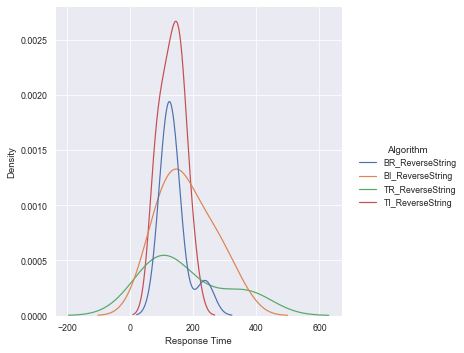 0.0025
0.0020
0.0015
0.0010
0.0005
0.0000
Density
−200 0 200 400 600
Response Time
Algorithm
BR_ReverseString
BI_ReverseString
TR_ReverseString
TI_ReverseString